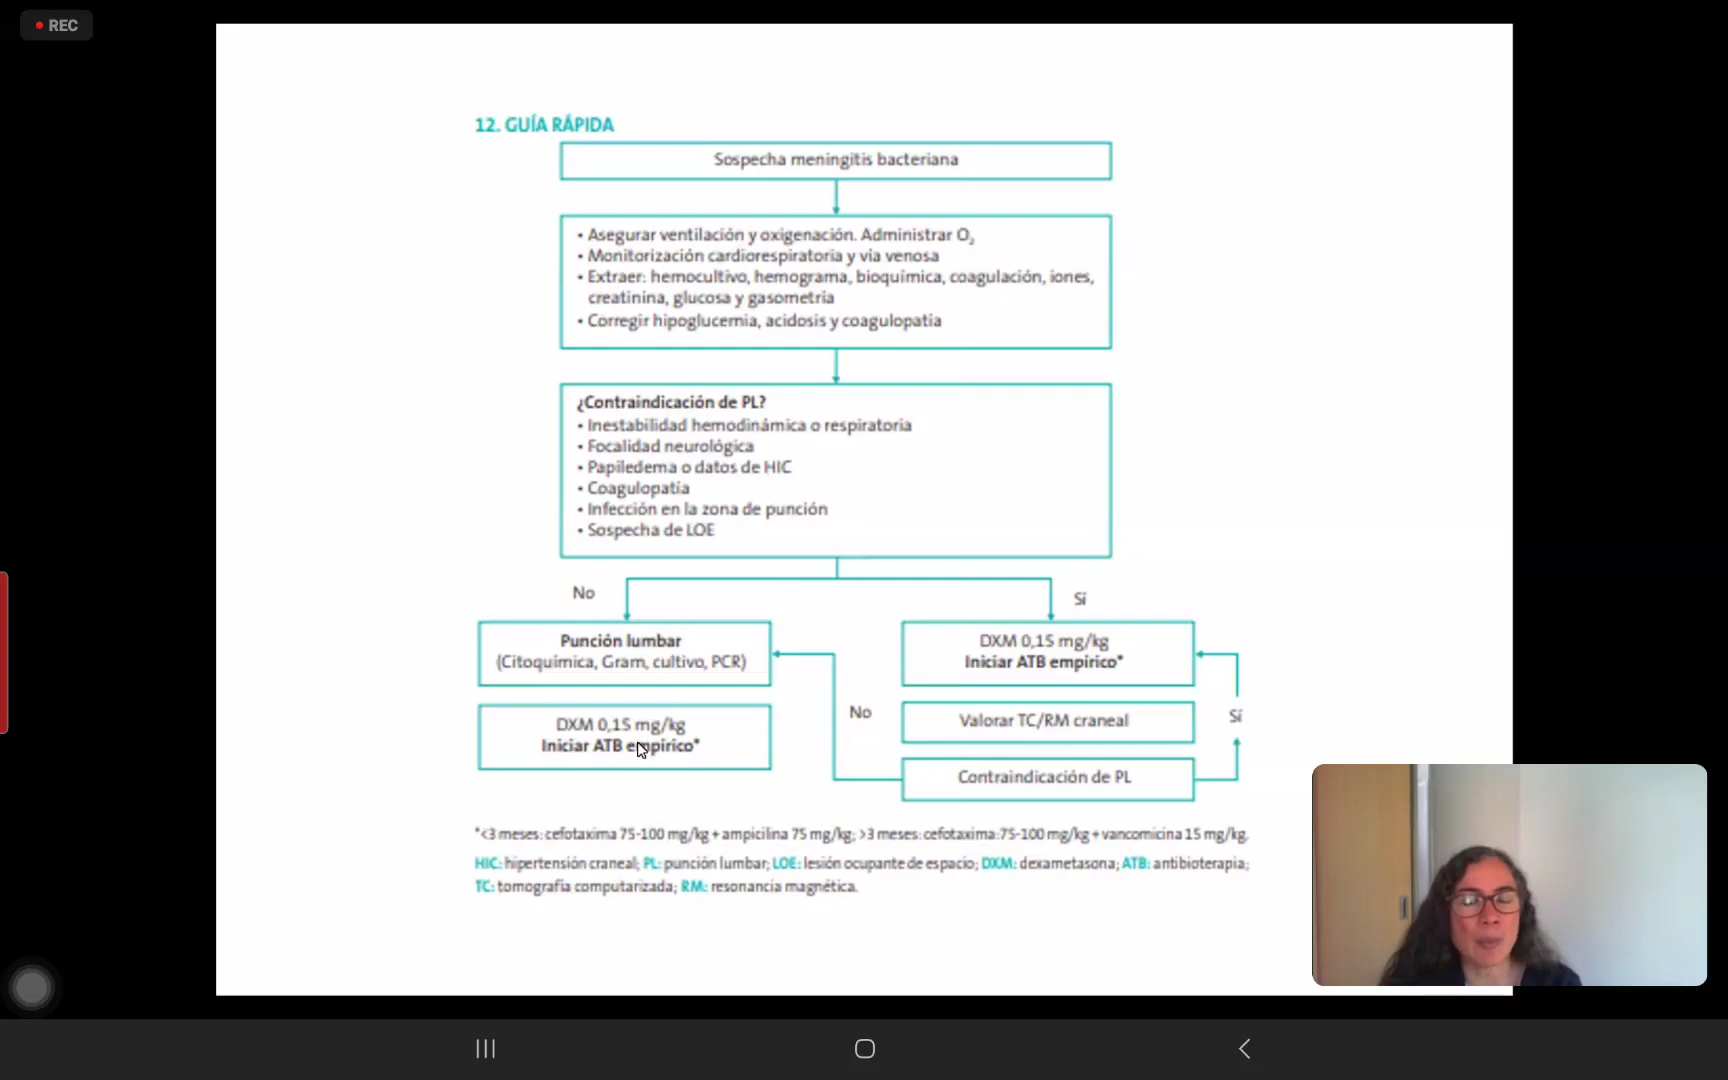 REC
12. GUÍA RÁPIDA
Sospecha meningitis bacteriana
• Asegurar ventilación y oxigenación. Administrar O₂
• Monitorización cardiorespiratoria y vía venosa
• Extraer: hemocultivo, hemograma, bioquímica, coagulación, iones,
creatinina, glucosa y gasometría
• Corregir hipoglucemia, acidosis y coagulopatía
¿Contraindicación de PL?
• Inestabilidad hemodinámica o respiratoria
• Focalidad neurológica
• Papiledema o datos de HIC
• Coagulopatía
• Infección en la zona de punción
• Sospecha de LOE
No
Sí
Punción lumbar
(Citoquímica, Gram, cultivo, PCR)
DXM 0,15 mg/kg
Iniciar ATB empírico*
DXM 0,15 mg/kg
Iniciar ATB empírico*
No
Valorar TC/RM craneal
Sí
Contraindicación de PL
*<3 meses: cefotaxima 75-100 mg/kg + ampicilina 75 mg/kg; >3 meses: cefotaxima:75-100 mg/kg + vancomicina 15 mg/kg.
HIC: hipertensión craneal; PL: punción lumbar; LOE: lesión ocupante de espacio; DXM: dexametasona; ATB: antibioterapia;
TC: tomografía computarizada; RM: resonancia magnética.